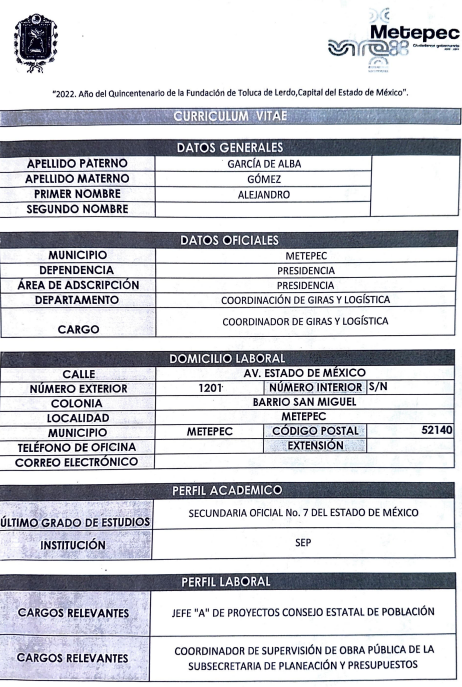 Metepec
Ciudadanía gobernando
"2022. Año del Quincentenario de la Fundación de Toluca de Lerdo,Capital del Estado de México".
CURRICULUM VITAE
DATOS GENERALES
APELLIDO PATERNO GARCÍA DE ALBA
APELLIDO MATERNO GÓMEZ
PRIMER NOMBRE ALEJANDRO
SEGUNDO NOMBRE
DATOS OFICIALES
MUNICIPIO METEPEC
DEPENDENCIA PRESIDENCIA
ÁREA DE ADSCRIPCIÓN PRESIDENCIA
DEPARTAMENTO COORDINACIÓN DE GIRAS Y LOGÍSTICA
CARGO COORDINADOR DE GIRAS Y LOGÍSTICA
DOMICILIO LABORAL
CALLE AV. ESTADO DE MÉXICO
NÚMERO EXTERIOR 1201 NÚMERO INTERIOR S/N
COLONIA BARRIO SAN MIGUEL
LOCALIDAD METEPEC
MUNICIPIO METEPEC CÓDIGO POSTAL 52140
TELÉFONO DE OFICINA EXTENSIÓN
CORREO ELECTRÓNICO
PERFIL ACADEMICO
ÚLTIMO GRADO DE ESTUDIOS SECUNDARIA OFICIAL No. 7 DEL ESTADO DE MÉXICO
INSTITUCIÓN SEP
PERFIL LABORAL
CARGOS RELEVANTES JEFE "A" DE PROYECTOS CONSEJO ESTATAL DE POBLACIÓN
CARGOS RELEVANTES COORDINADOR DE SUPERVISIÓN DE OBRA PÚBLICA DE LA
SUBSECRETARIA DE PLANEACIÓN Y PRESUPUESTOS